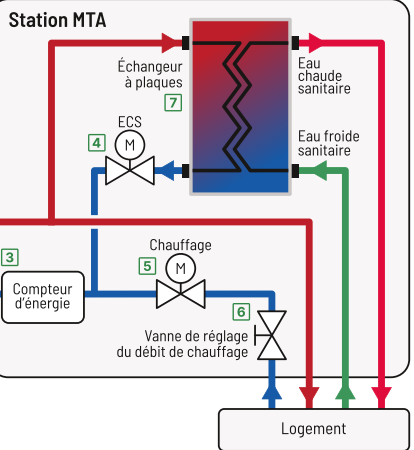 Station MTA
Échangeur
à plaques
7
Eau
chaude
sanitaire
ECS
4
M
Eau froide
sanitaire
3
Compteur
d'énergie
Chauffage
5
M
6
Vanne de réglage
du débit de chauffage
Logement